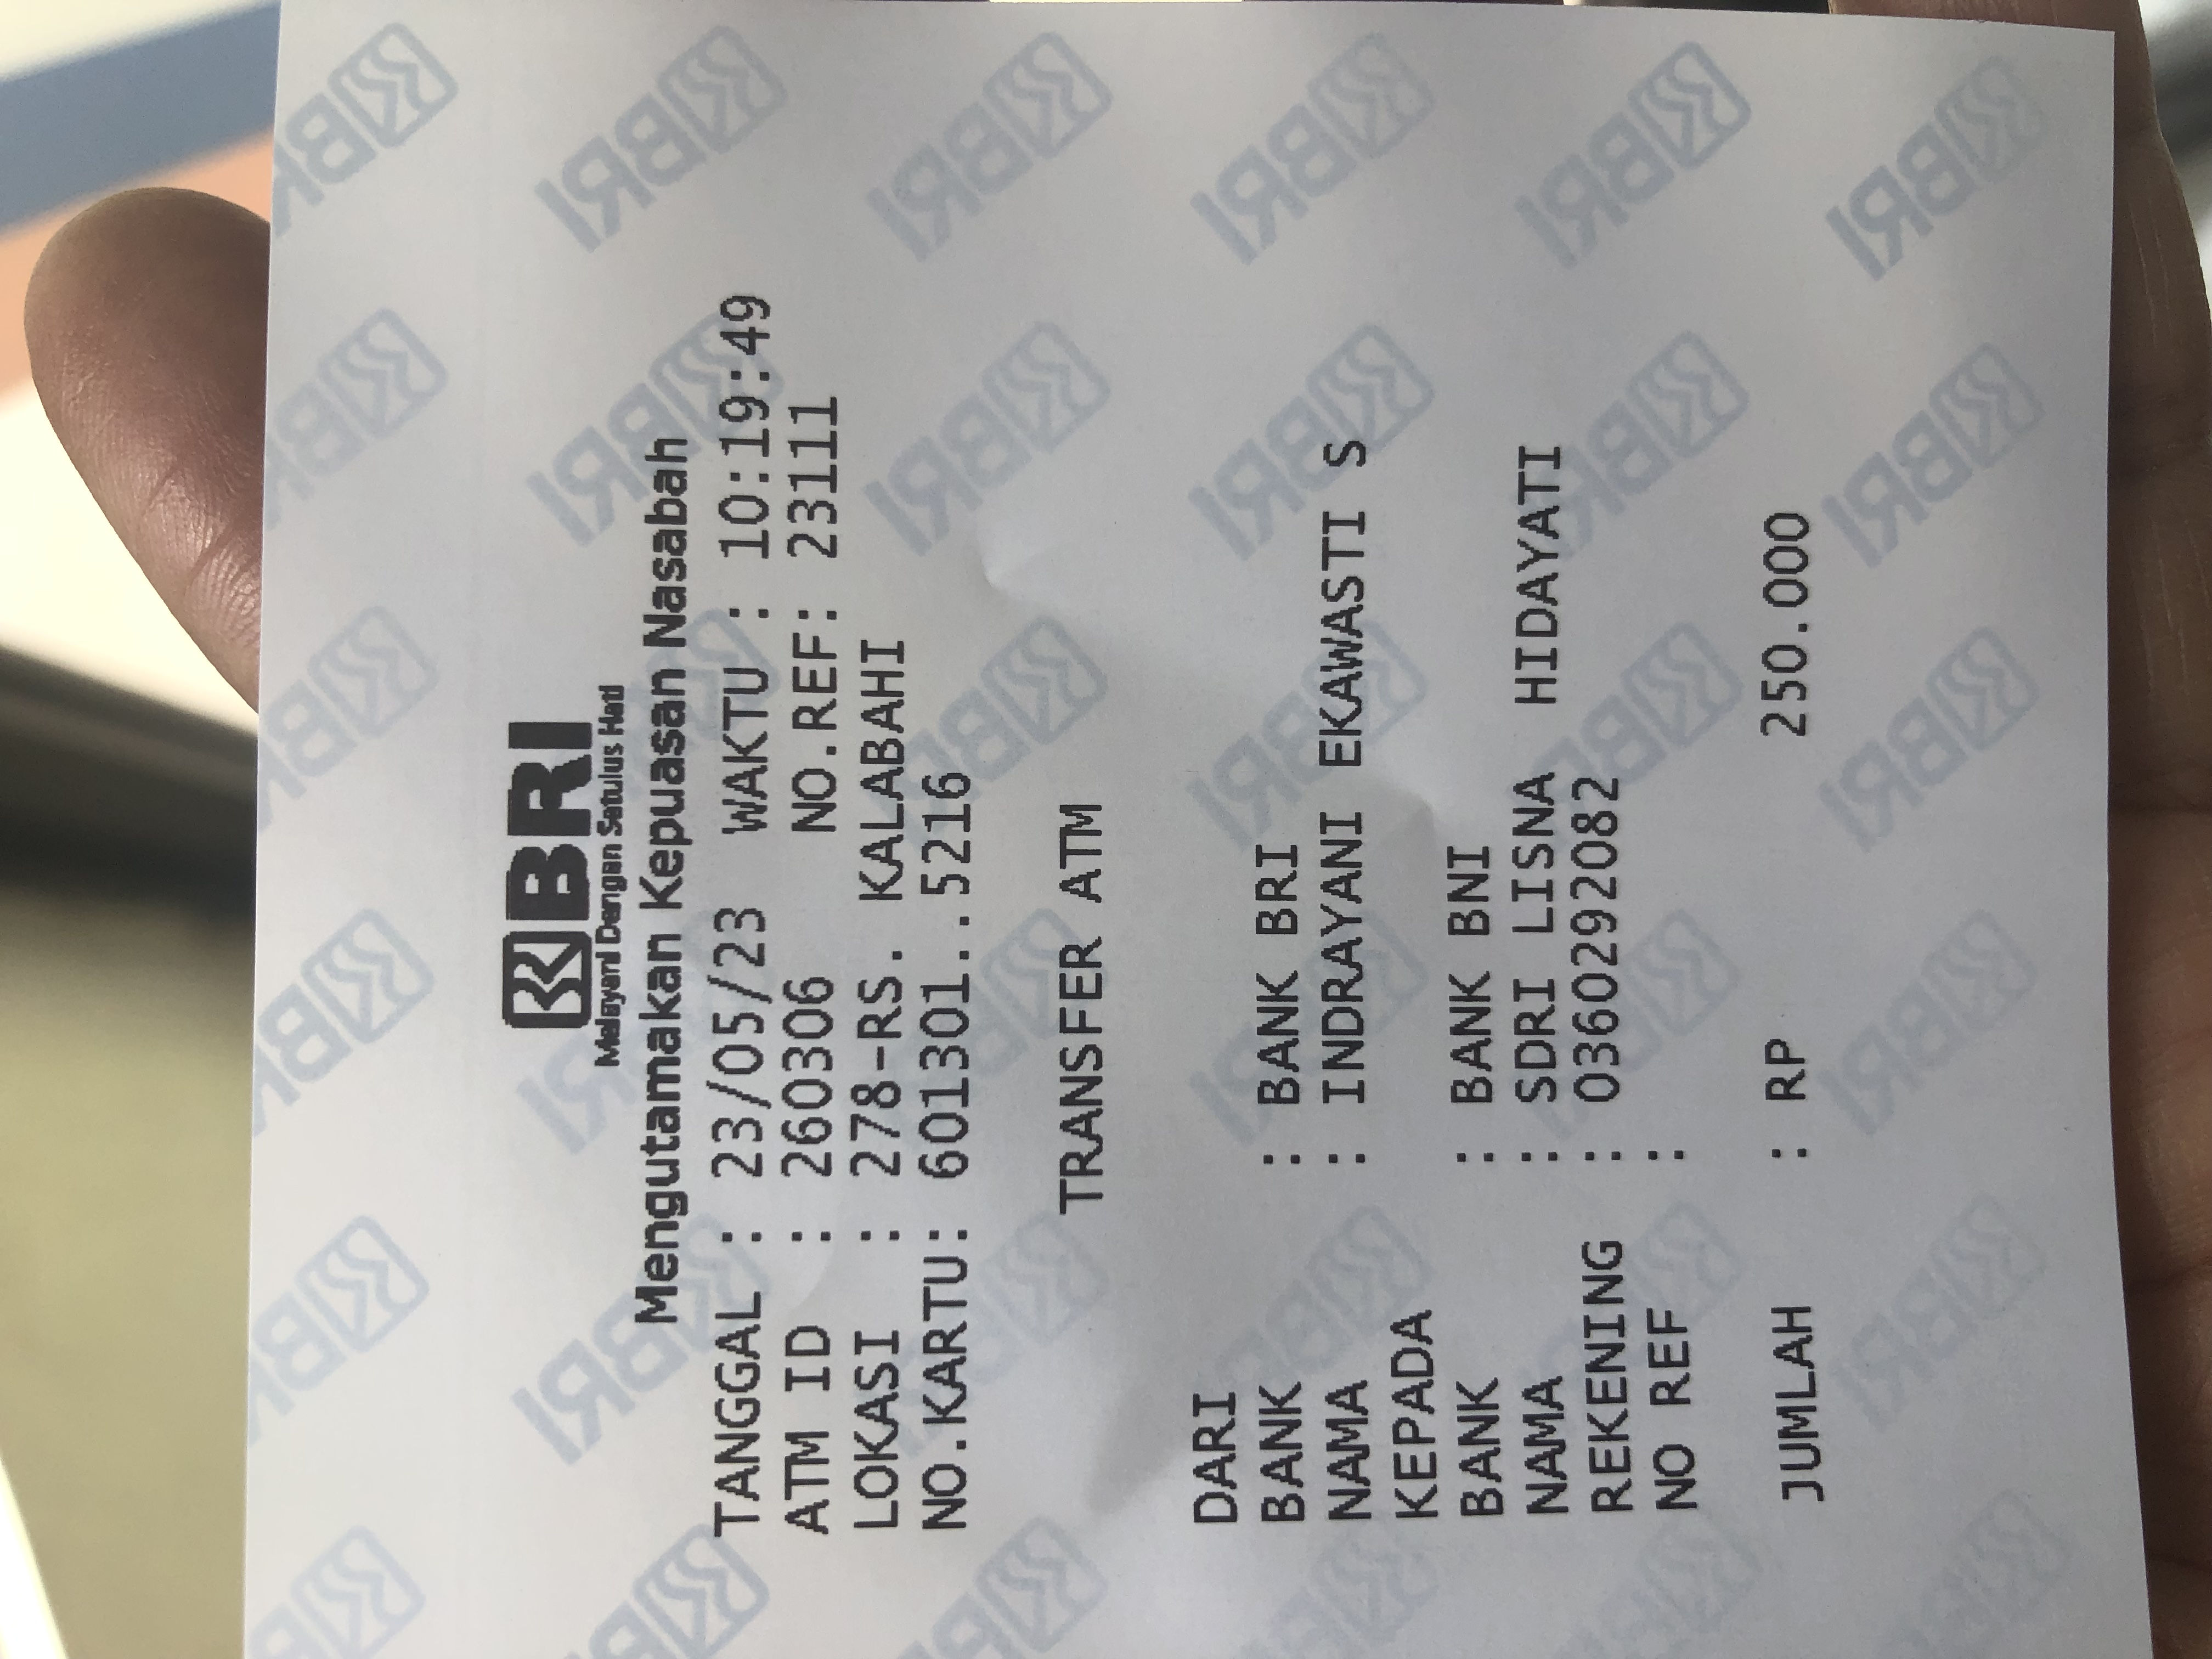 BRI
Melayani Dengan Setulus Hati
Mengutamakan Kepuasan Nasabah
TANGGAL : 23/05/23 WAKTU : 10:19:49
ATM ID : 260306 NO.REF: 23111
LOKASI : 278-RS. KALABAHI
NO.KARTU: 601301..5216
TRANSFER ATM
DARI
BANK : BANK BRI
NAMA : INDRAYANI EKAWASTI S
KEPADA
BANK : BANK BNI
NAMA : SDRI LISNA HIDAYATI
REKENING : 0360292082
NO REF :
JUMLAH : RP 250.000